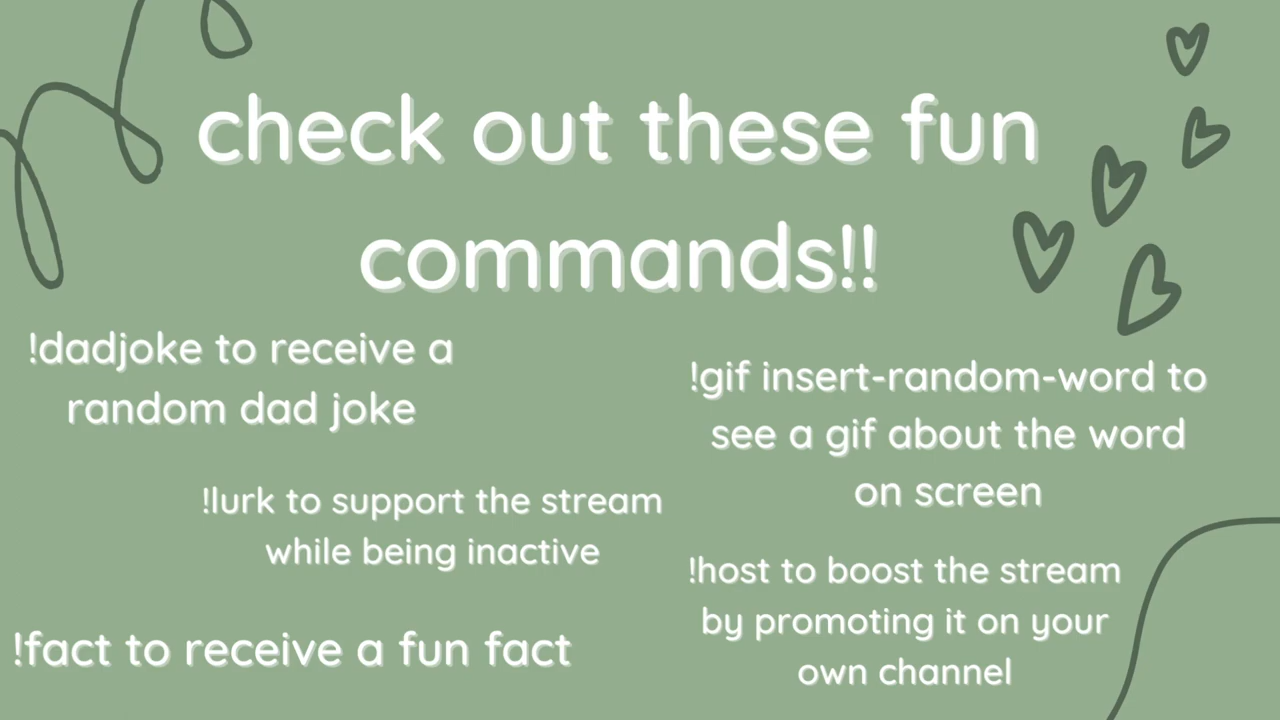 check out these fun
commands!!
!dadjoke to receive a
random dad joke
!lurk to support the stream
while being inactive
!fact to receive a fun fact
!gif insert-random-word to
see a gif about the word
on screen
!host to boost the stream
by promoting it on your
own channel